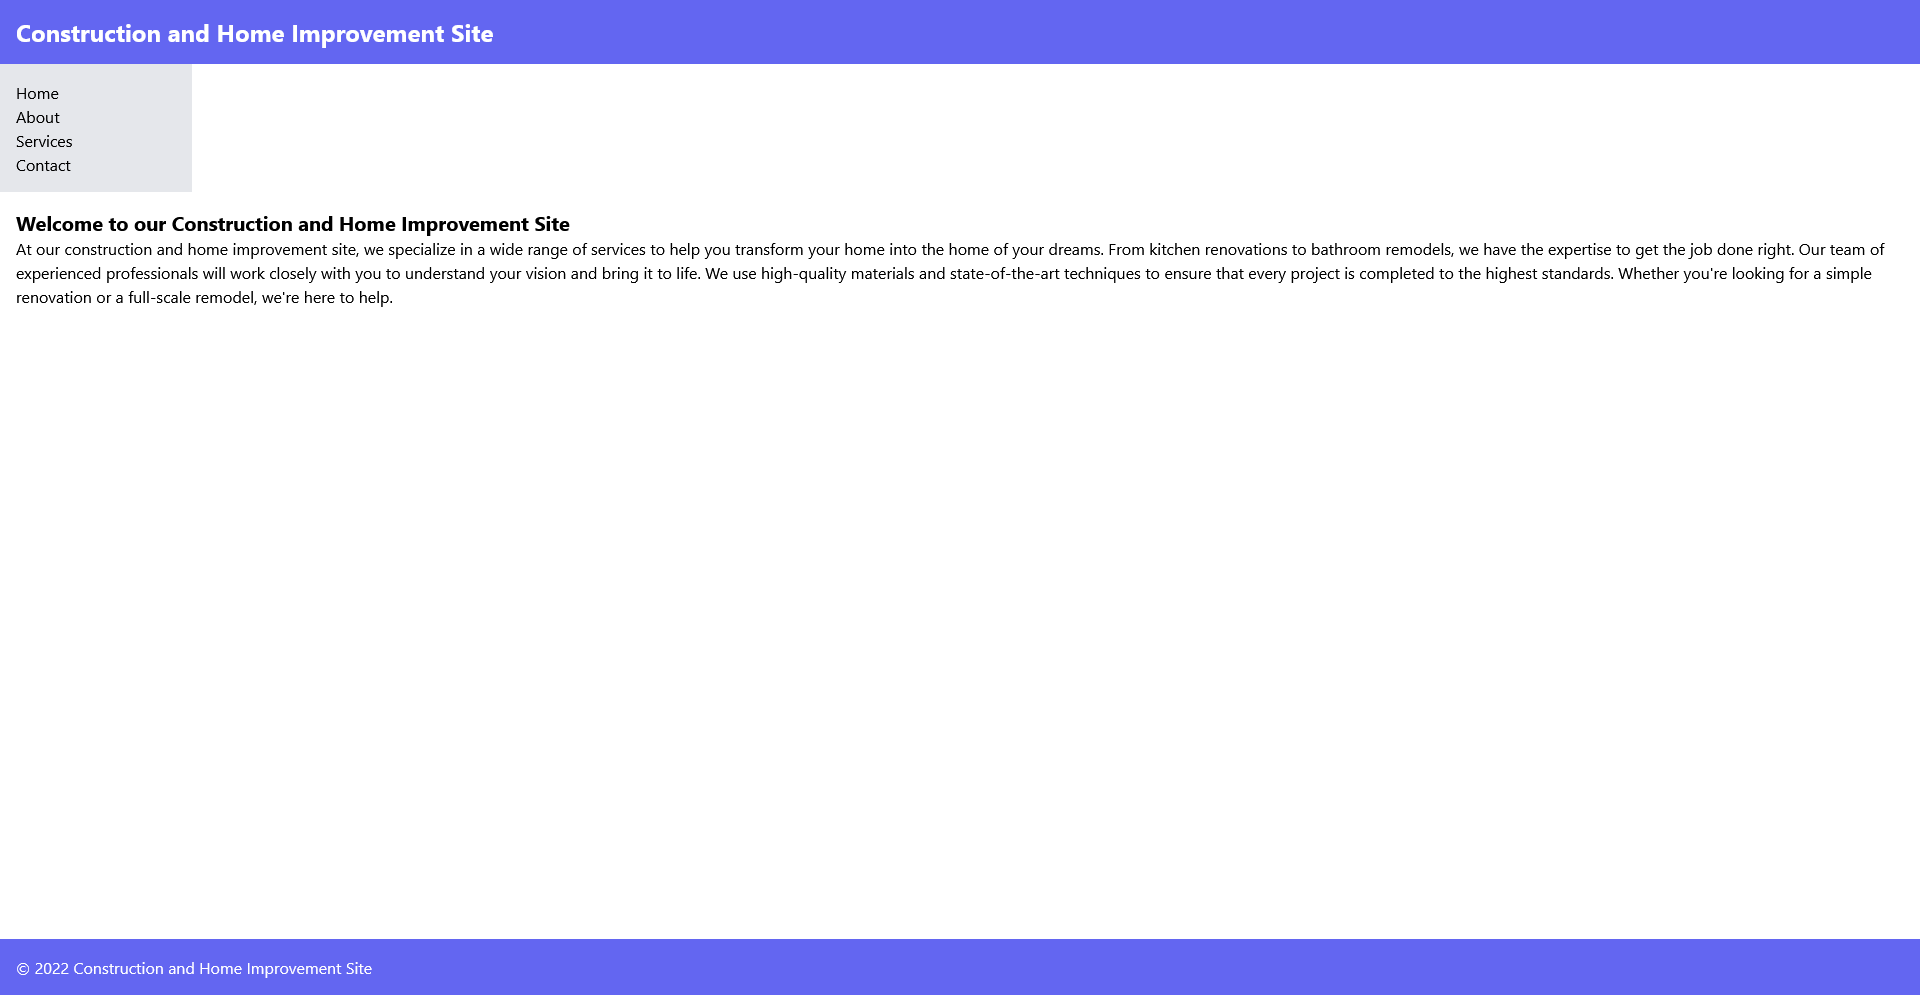 Construction and Home Improvement Site
Home
About
Services
Contact
Welcome to our Construction and Home Improvement Site
At our construction and home improvement site, we specialize in a wide range of services to help you transform your home into the home of your dreams. From kitchen renovations to bathroom remodels, we have the expertise to get the job done right. Our team of
experienced professionals will work closely with you to understand your vision and bring it to life. We use high-quality materials and state-of-the-art techniques to ensure that every project is completed to the highest standards. Whether you're looking for a simple
renovation or a full-scale remodel, we're here to help.
© 2022 Construction and Home Improvement Site